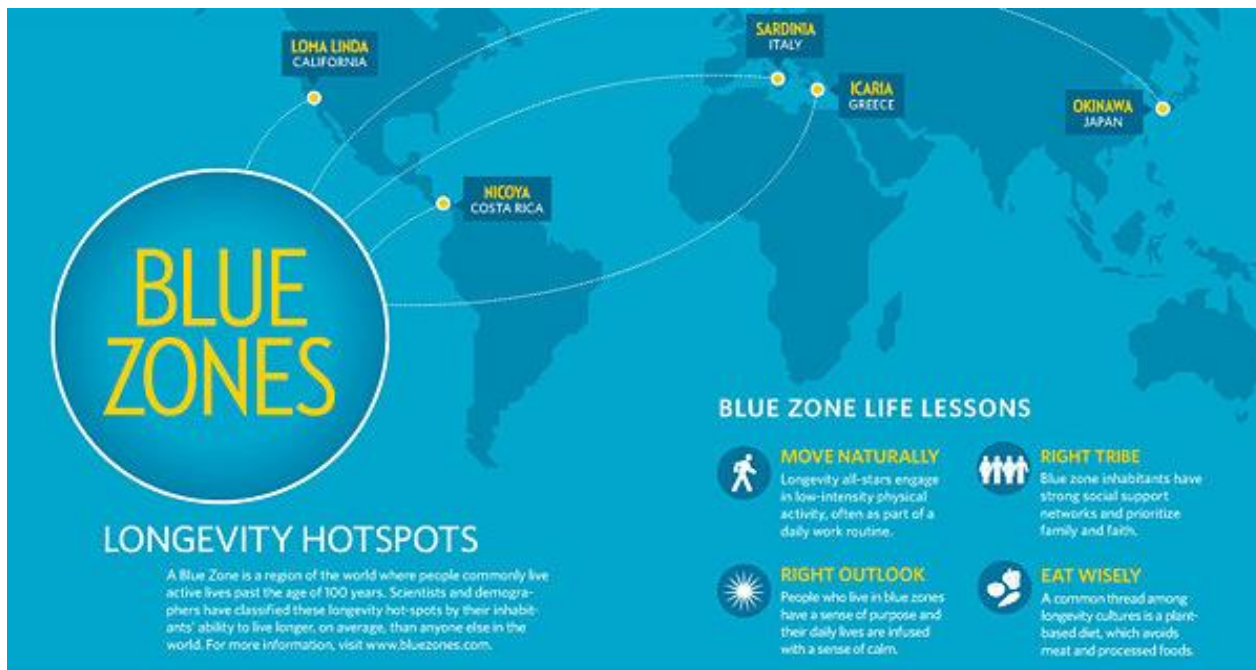 LOMA LINDA
CALIFORNIA
SARDINIA
ITALY
ICARIA
GREECE
OKINAWA
JAPAN
NICOYA
COSTA RICA
BLUE
ZONES
LONGEVITY HOTSPOTS
A Blue Zone is a region of the world where people commonly live
active lives past the age of 100 years. Scientists and demogra-
phers have classified these longevity hot-spots by their inhabit-
ants' ability to live longer, on average, than anyone else in the
world. For more information, visit www.bluezones.com.
BLUE ZONE LIFE LESSONS
MOVE NATURALLY
Longevity all-stars engage
in low-intensity physical
activity, often as part of a
daily work routine.
RIGHT TRIBE
Blue zone inhabitants have
strong social support
networks and prioritize
family and faith.
RIGHT OUTLOOK
People who live in blue zones
have a sense of purpose and
their daily lives are infused
with a sense of calm.
EAT WISELY
A common thread among
longevity cultures is a plant-
based diet, which avoids
meat and processed foods.